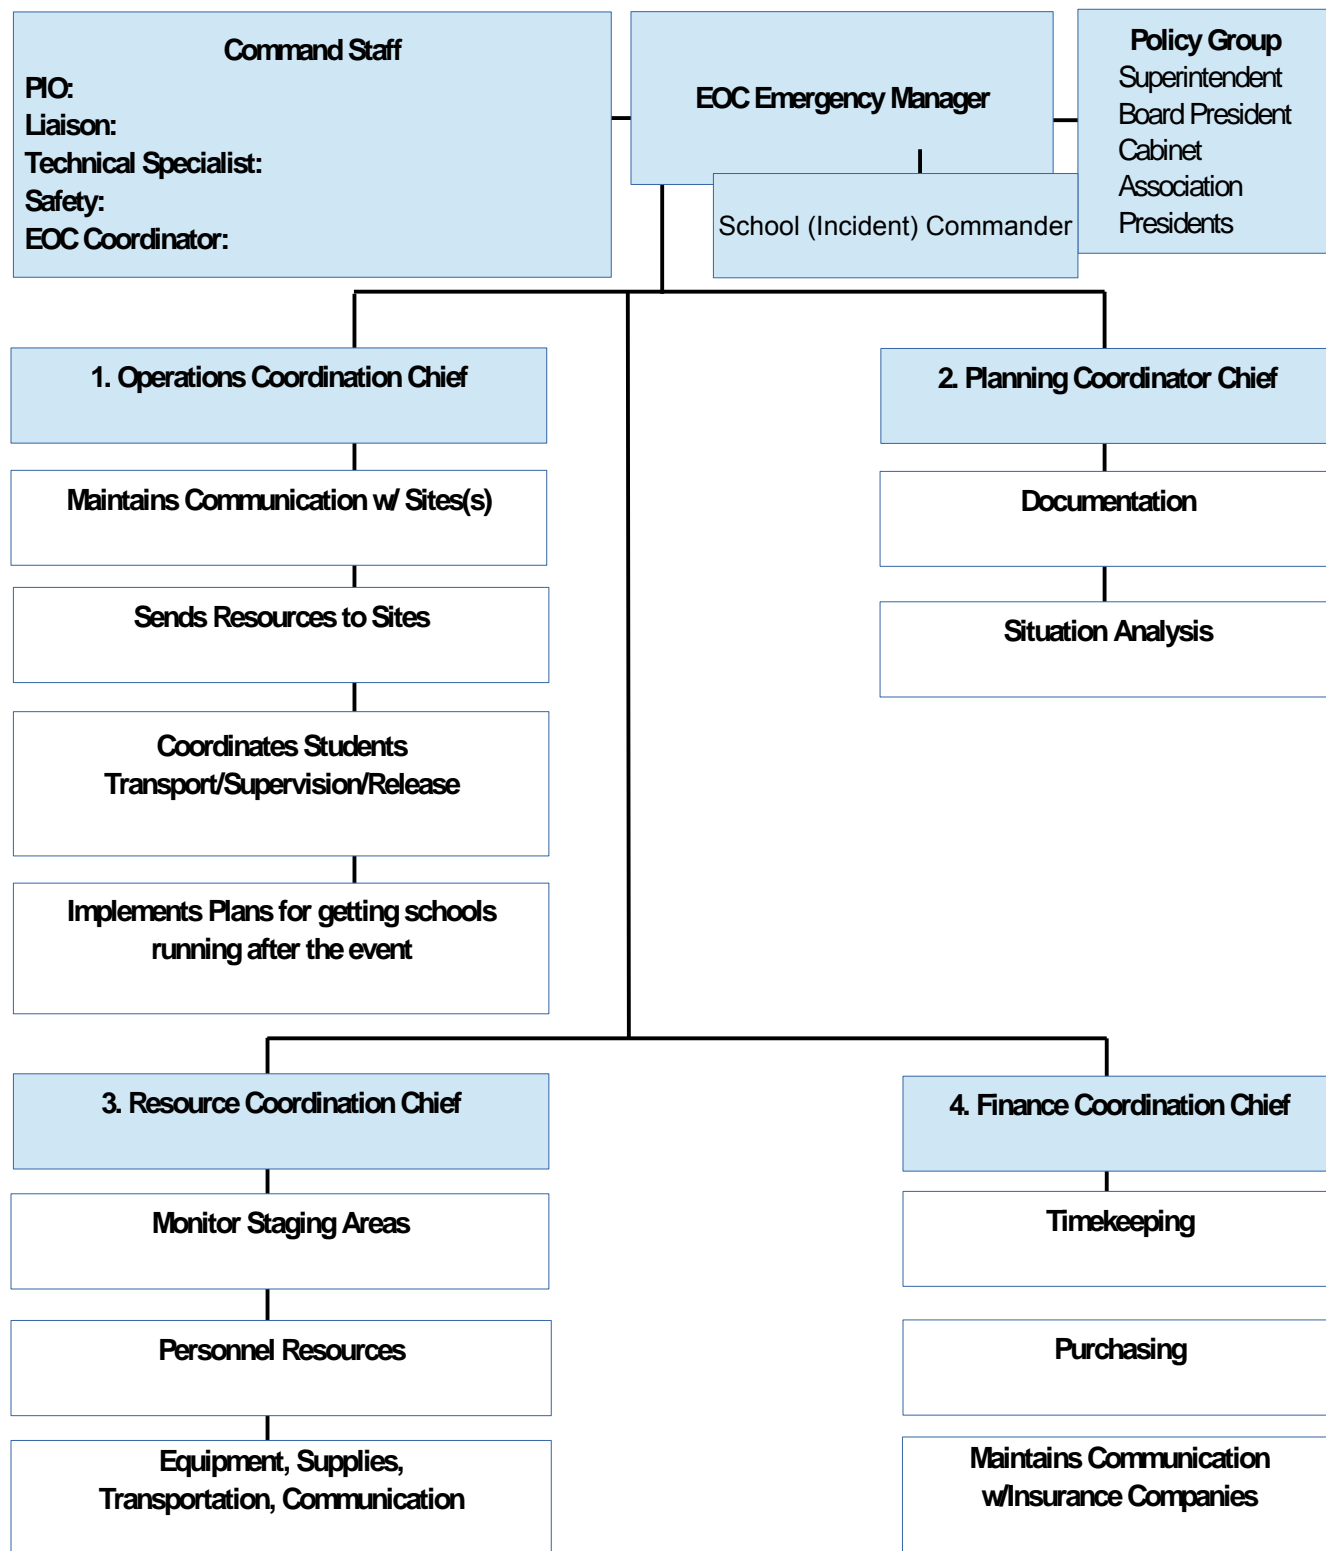 Command Staff
PIO:
Liaison:
Technical Specialist:
Safety:
EOC Coordinator:
EOC Emergency Manager
School (Incident) Commander
Policy Group
Superintendent
Board President
Cabinet
Association
Presidents
1. Operations Coordination Chief
Maintains Communication w/ Sites(s)
Sends Resources to Sites
Coordinates Students
Transport/Supervision/Release
Implements Plans for getting schools
running after the event
2. Planning Coordinator Chief
Documentation
Situation Analysis
3. Resource Coordination Chief
Monitor Staging Areas
Personnel Resources
Equipment, Supplies,
Transportation, Communication
4. Finance Coordination Chief
Timekeeping
Purchasing
Maintains Communication
w/Insurance Companies